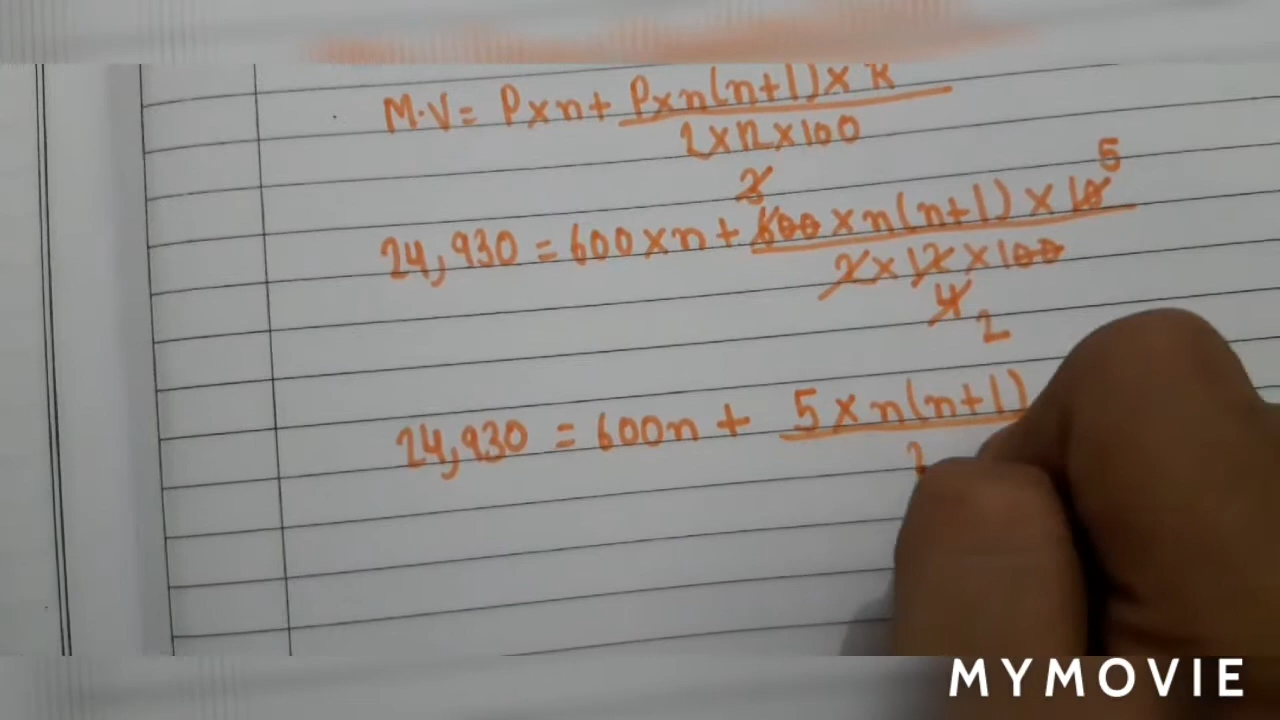 M.V = P x n + P x n(n+1) x R
2 x 12 x 100
2 5
24,930 = 600 x n + 600 x n(n+1) x 10
2 x 12 x 100
4 2
24,930 = 600n + 5 x n(n+1)
2
MYMOVIE